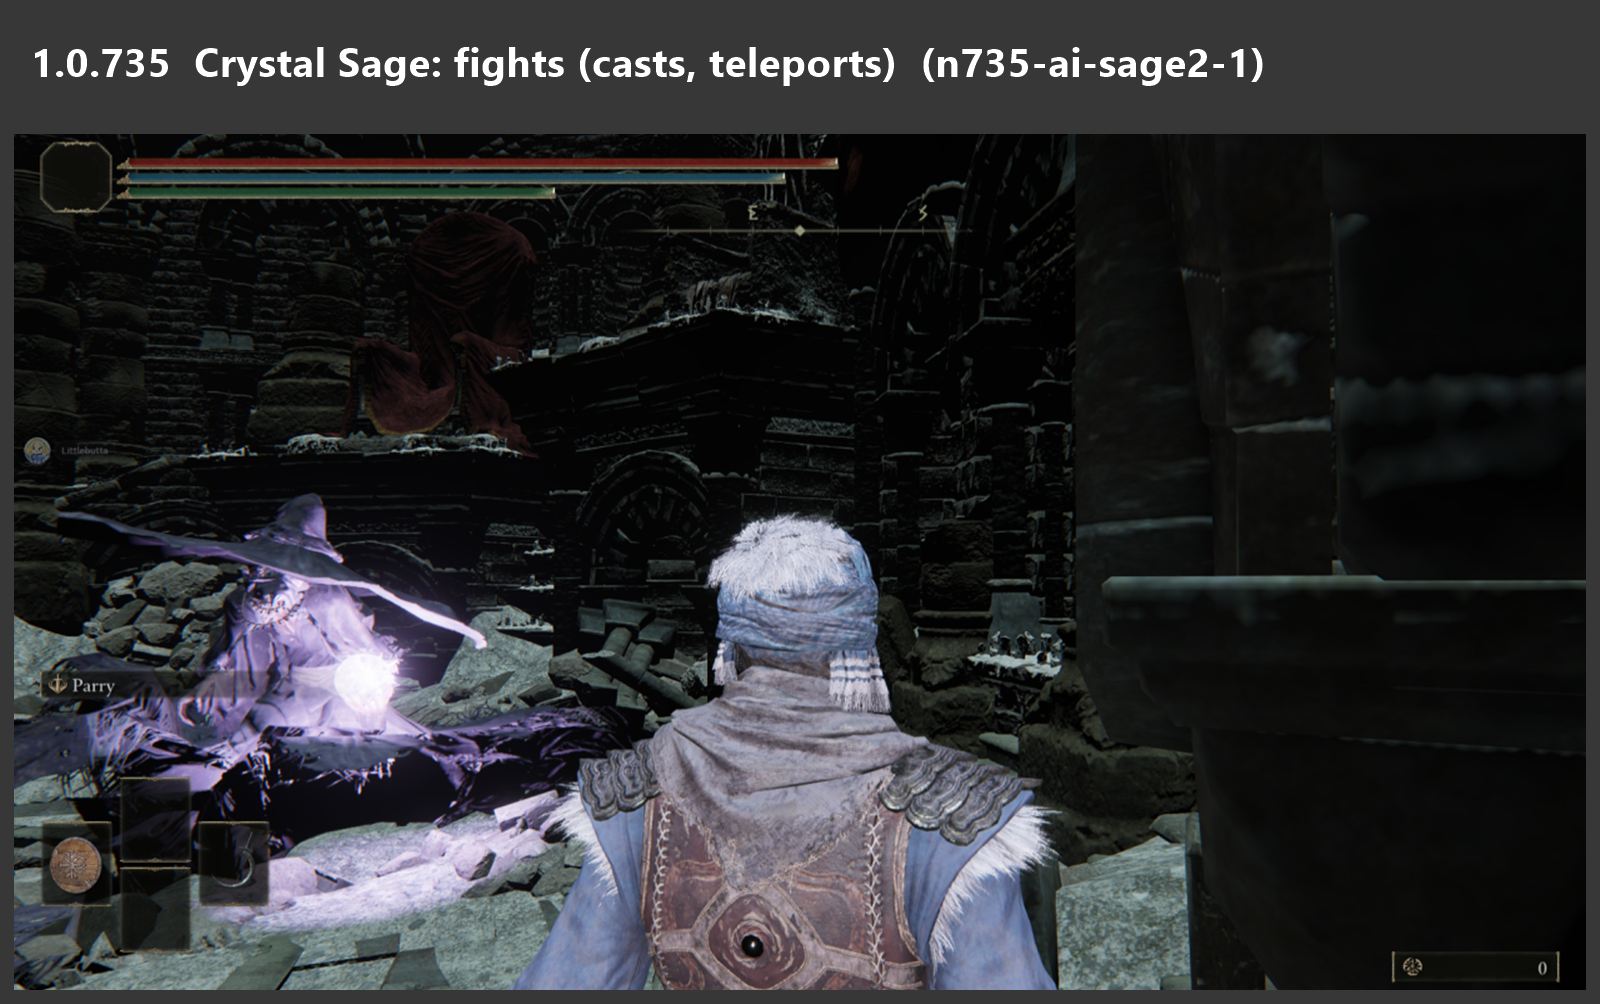 1.0.735 Crystal Sage: fights (casts, teleports) (n735-ai-sage2-1)
E
S
Littlebutta
Parry
0